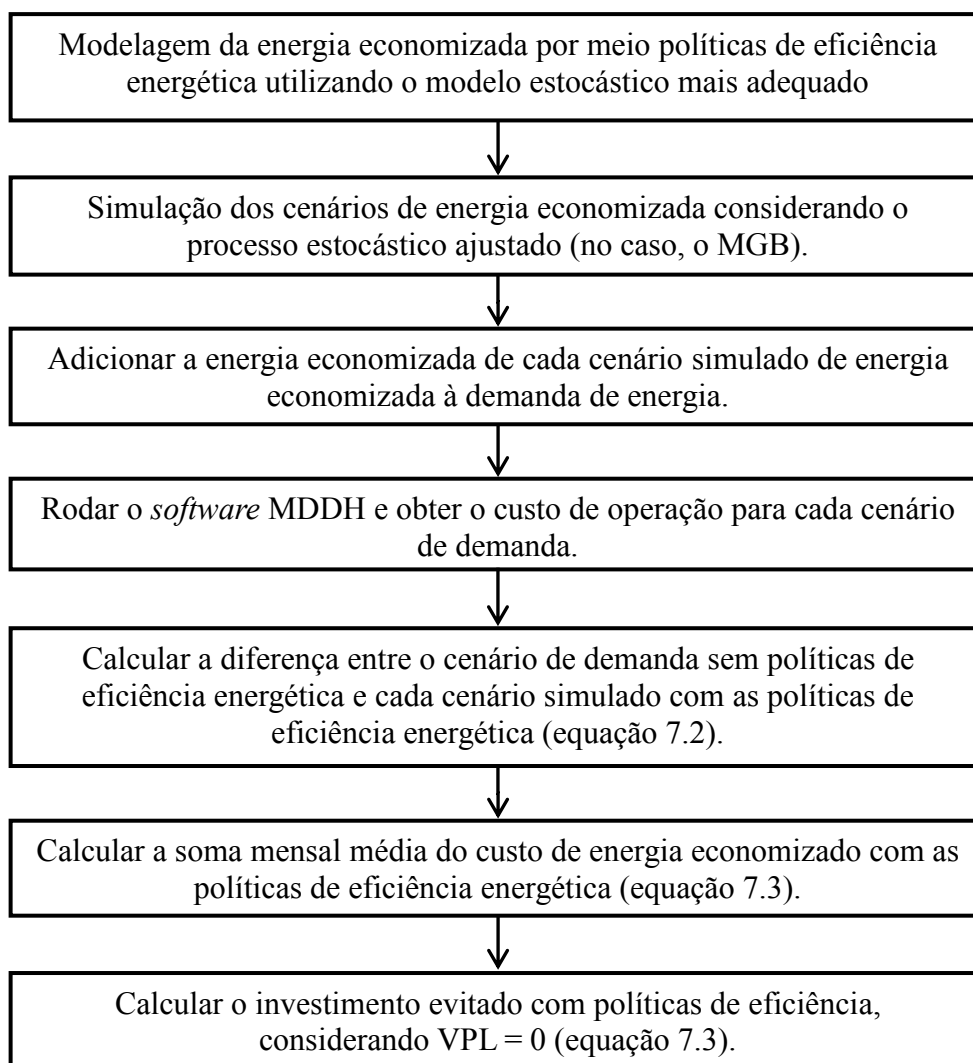 Modelagem da energia economizada por meio políticas de eficiência
energética utilizando o modelo estocástico mais adequado
Simulação dos cenários de energia economizada considerando o
processo estocástico ajustado (no caso, o MGB).
Adicionar a energia economizada de cada cenário simulado de energia
economizada à demanda de energia.
Rodar o software MDDH e obter o custo de operação para cada cenário
de demanda.
Calcular a diferença entre o cenário de demanda sem políticas de
eficiência energética e cada cenário simulado com as políticas de
eficiência energética (equação 7.2).
Calcular a soma mensal média do custo de energia economizado com as
políticas de eficiência energética (equação 7.3).
Calcular o investimento evitado com políticas de eficiência,
considerando VPL = 0 (equação 7.3).